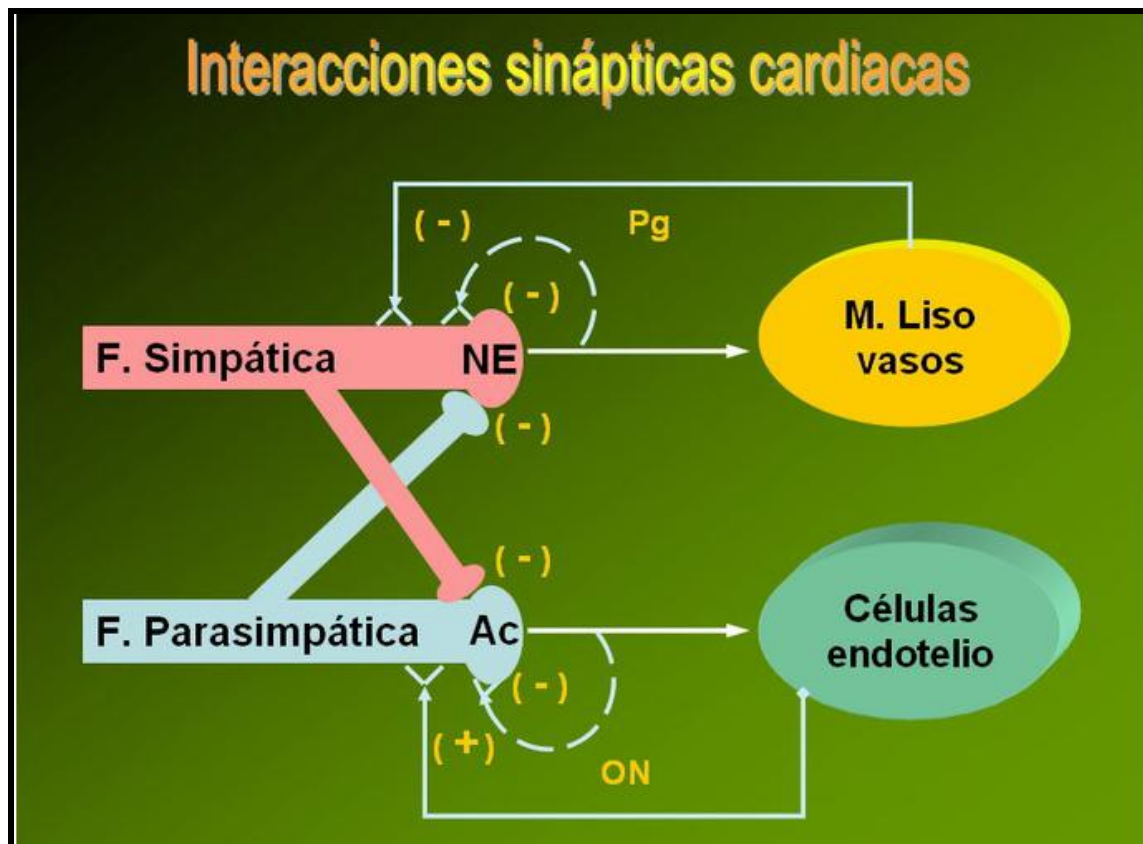 Interacciones sinápticas cardiacas
( - )
Pg
( - )
M. Liso
vasos
F. Simpática
NE
( - )
( - )
F. Parasimpática
Ac
Células
endotelio
( - )
( + )
ON